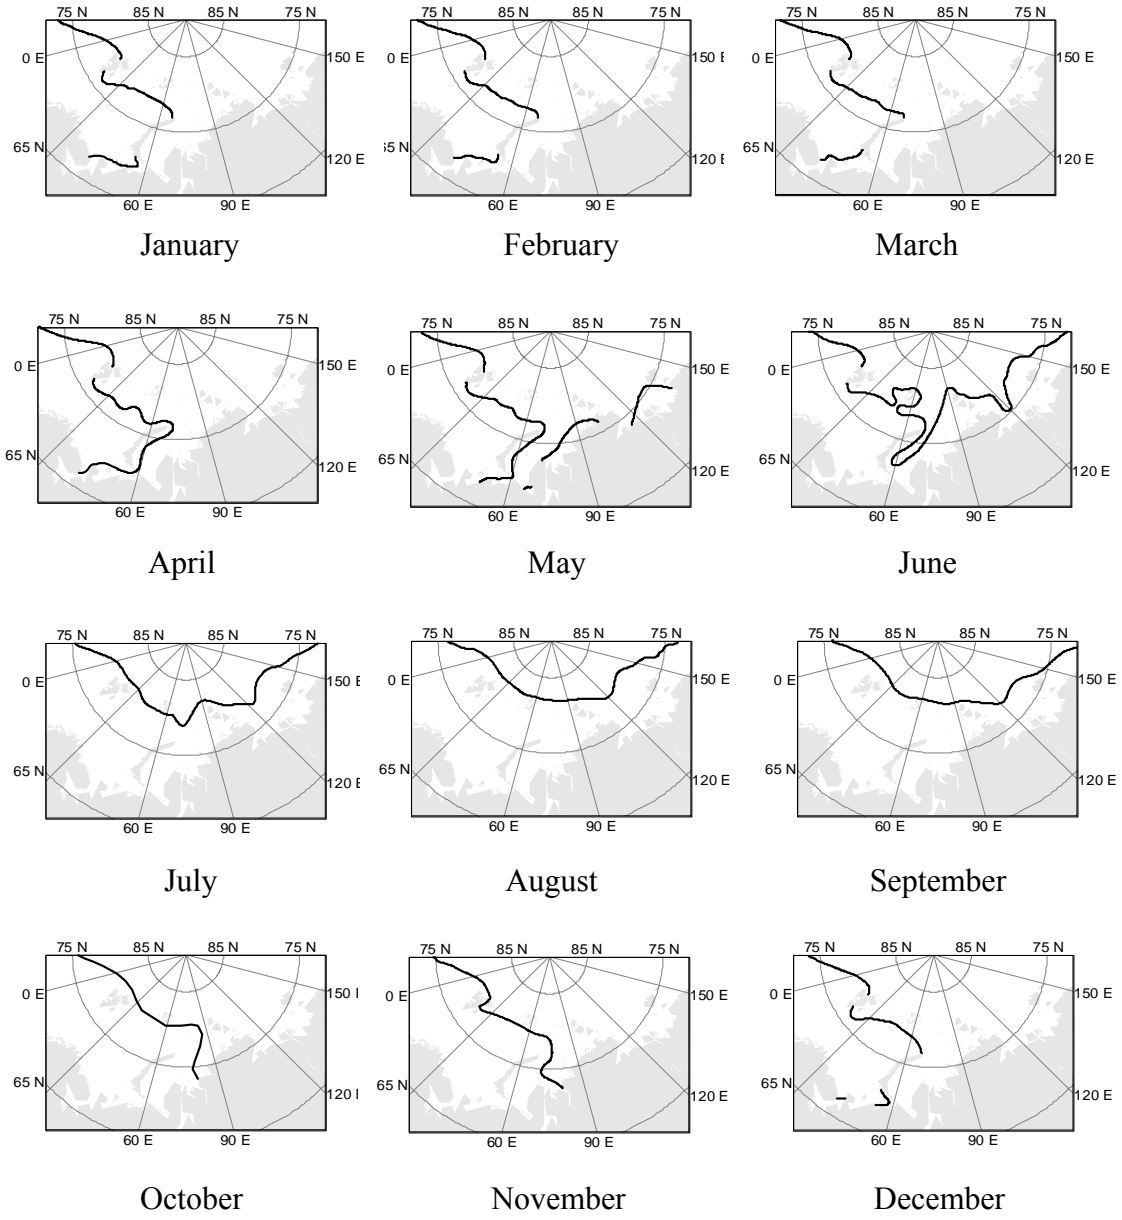 75 N 85 N 85 N 75 N 75 N 85 N 85 N 75 N 75 N 85 N 85 N 75 N
0 E 150 E 0 E 150 E 0 E 150 E
65 N 120 E 5 N 120 E 65 N 120 E
60 E 90 E 60 E 90 E 60 E 90 E
January February March
75 N 85 N 85 N 75 N 75 N 85 N 85 N 75 N 75 N 85 N 85 N 75 N
0 E 150 E 0 E 150 E 0 E 150 E
65 N 120 E 65 N 120 E 65 N 120 E
60 E 90 E 60 E 90 E 60 E 90 E
April May June
75 N 85 N 85 N 75 N 75 N 85 N 85 N 75 N 75 N 85 N 85 N 75 N
0 E 150 E 0 E 150 E 0 E 150 E
65 N 120 E 65 N 120 E 65 N 120 E
60 E 90 E 60 E 90 E 60 E 90 E
July August September
75 N 85 N 85 N 75 N 75 N 85 N 85 N 75 N 75 N 85 N 85 N 75 N
0 E 150 0 E 150 E 0 E 150 E
65 N 120 65 N 120 E 65 N 120 E
60 E 90 E 60 E 90 E 60 E 90 E
October November December